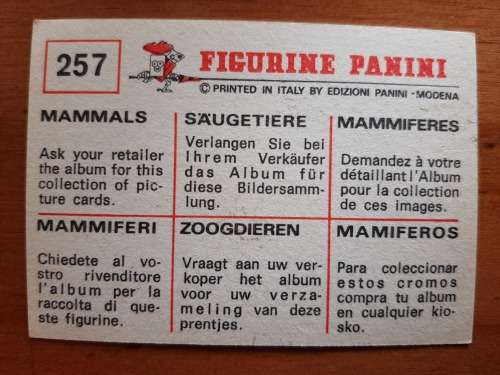 257
FIGURINE PANINI
© PRINTED IN ITALY BY EDIZIONI PANINI - MODENA
MAMMALS
Ask your retailer
the album for this
collection of pic-
ture cards.
SÄUGETIERE
Verlangen Sie bei
Ihrem Verkäufer
das Album für
diese Bildersamm-
lung.
MAMMIFERES
Demandez à votre
détaillant l'Album
pour la collection
de ces images.
MAMMIFERI
Chiedete al vo-
stro rivenditore
l'album per la
raccolta di que-
ste figurine.
ZOOGDIEREN
Vraagt aan uw ver-
koper het album
voor uw verza-
meling van deze
prentjes.
MAMIFEROS
Para coleccionar
estos cromos
compra tu album
en cualquier kio-
sko.